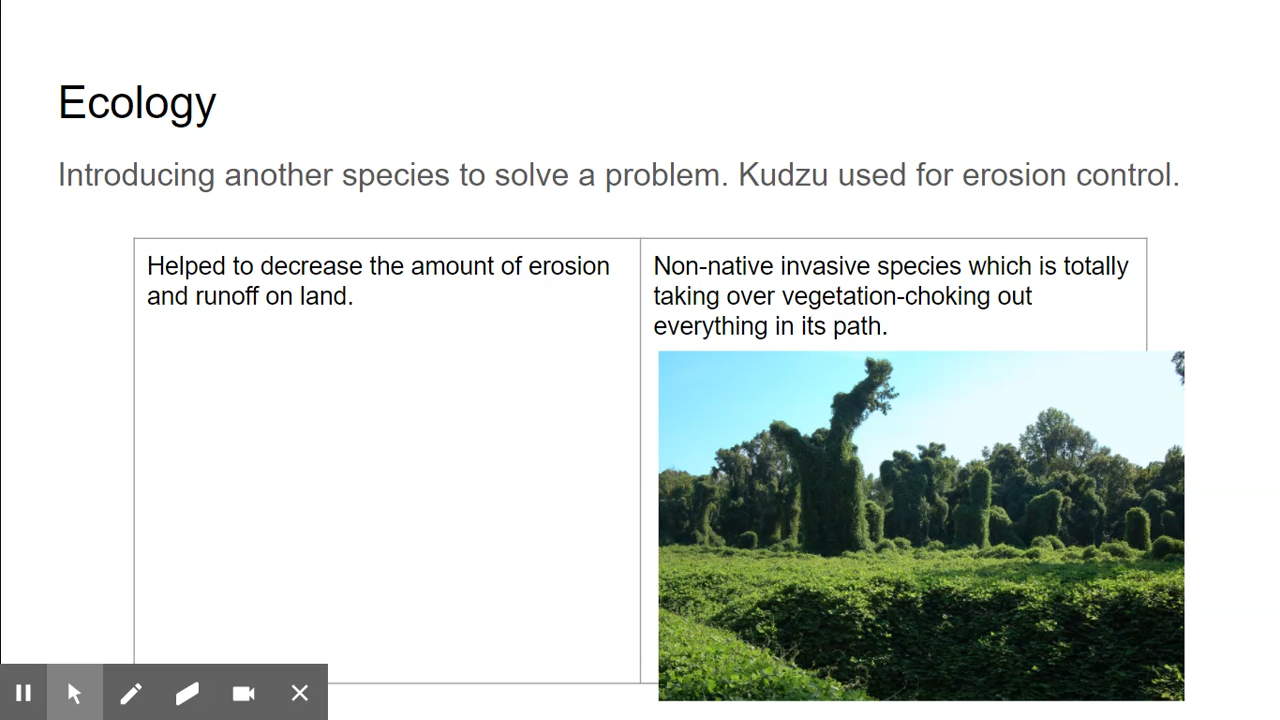 Ecology
Introducing another species to solve a problem. Kudzu used for erosion control.
Helped to decrease the amount of erosion
and runoff on land.
Non-native invasive species which is totally
taking over vegetation-choking out
everything in its path.